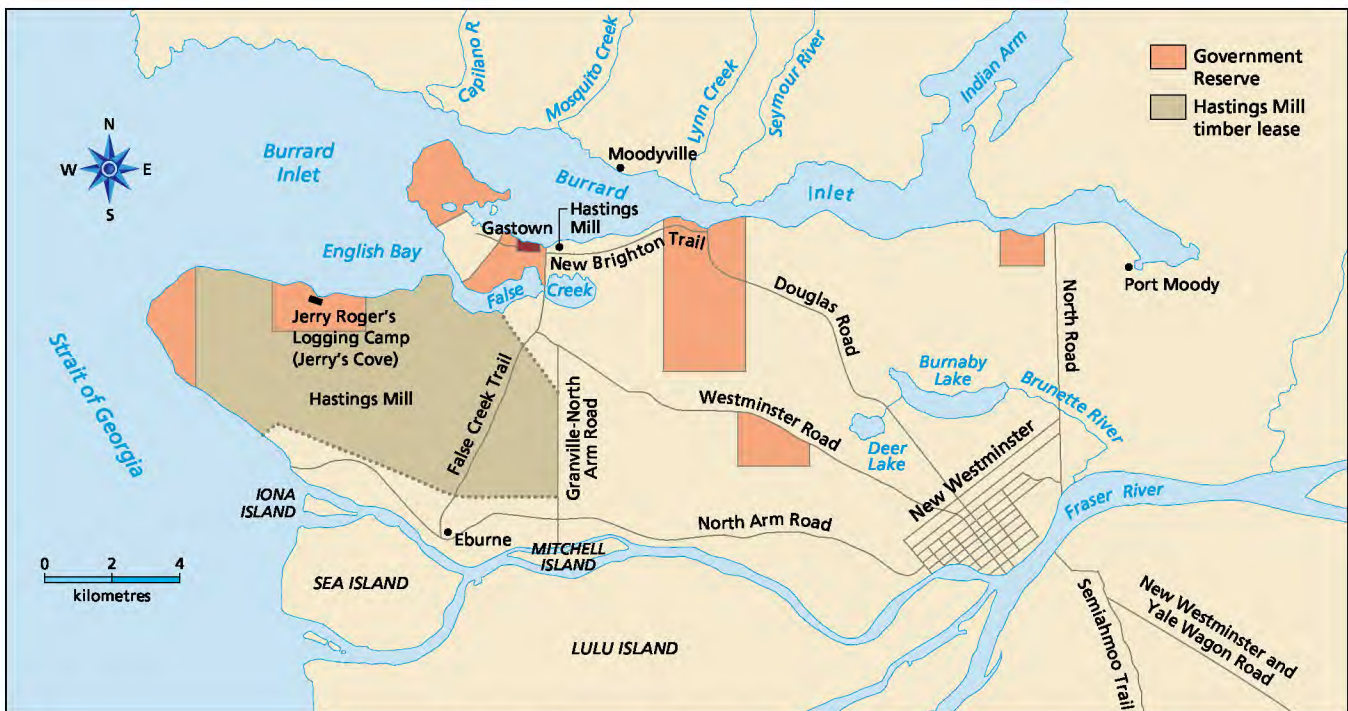 Capilano R.
Mosquito Creek
Lynn Creek
Seymour River
Indian Arm
Government
Reserve
Hastings Mill
timber lease
N
W
E
S
Burrard
Inlet
Moodyville
Burrard
Inlet
Hastings
Mill
Gastown
New Brighton Trail
English Bay
False
Creek
Port Moody
North Road
Douglas
Road
Jerry Roger's
Logging Camp
(Jerry's Cove)
Strait of Georgia
Hastings Mill
False Creek Trail
Granville-North
Arm Road
Westminster
Road
Burnaby
Lake
Brunette River
Deer
Lake
New Westminster
Fraser River
IONA
ISLAND
Eburne
North Arm Road
MITCHELL
ISLAND
SEA ISLAND
LULU ISLAND
Semiahmoo Trail
New Westminster and
Yale Wagon Road
0
2
4
kilometres